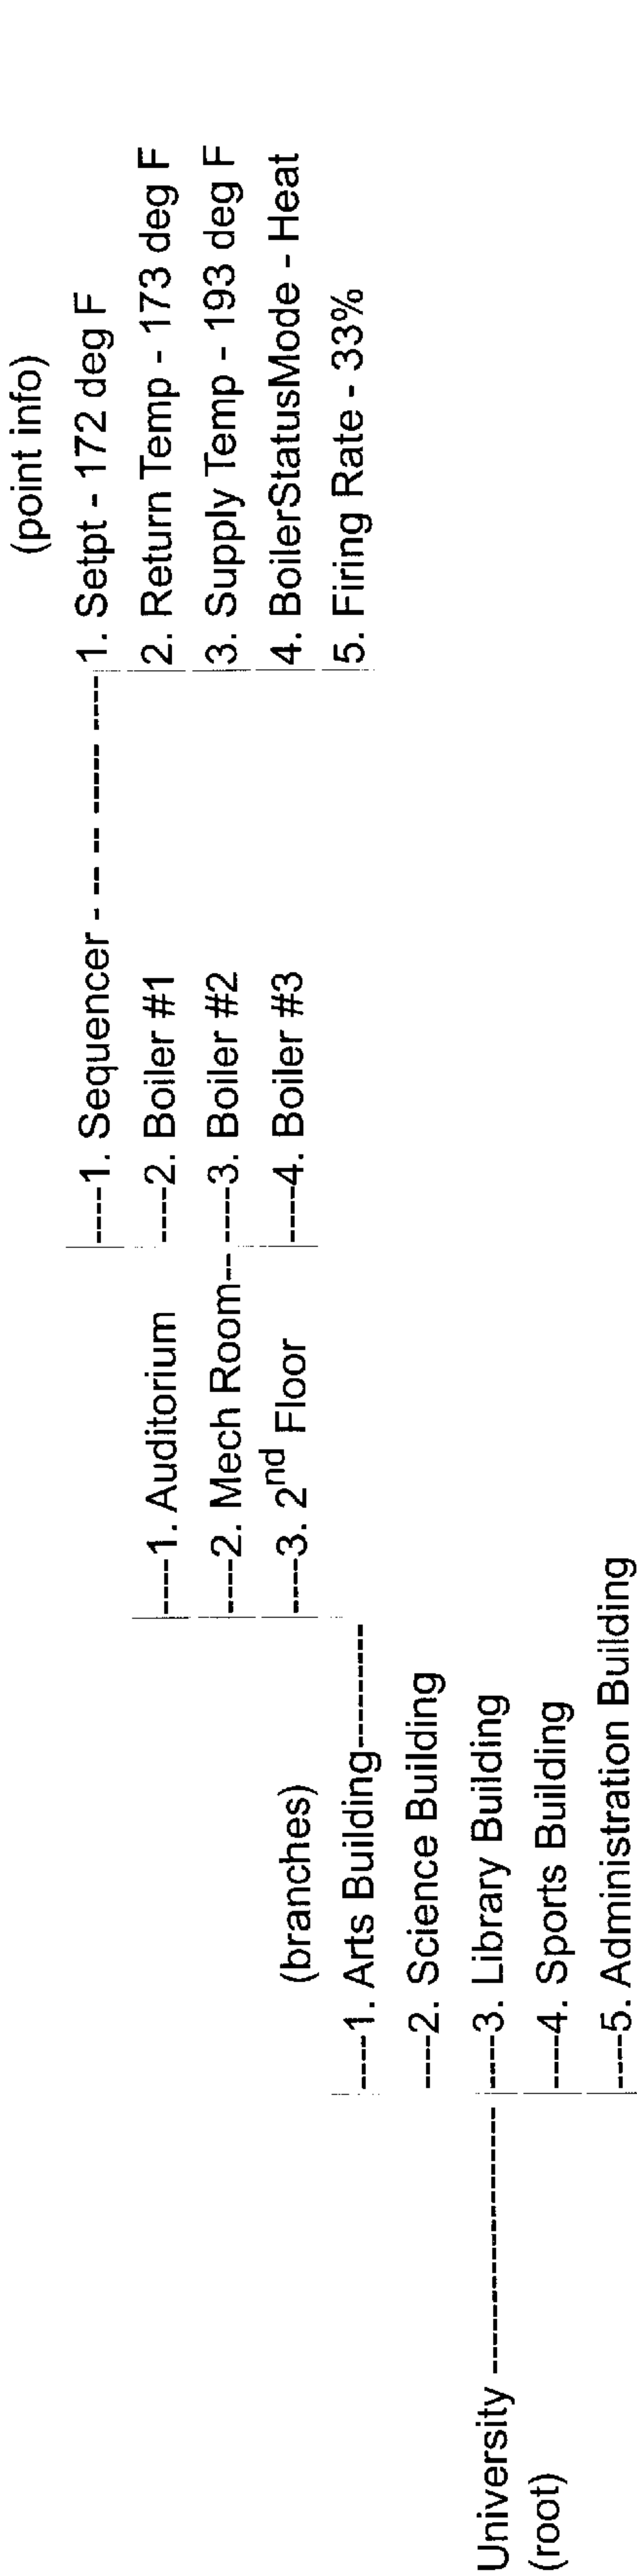 (point info)
-----1. Sequencer - -- -- ----- ---- 1. Setpt - 172 deg F
-----1. Auditorium ----2. Boiler #1 2. Return Temp - 173 deg F
----2. Mech Room-- -----3. Boiler #2 3. Supply Temp - 193 deg F
(branches) ----3. 2nd Floor ----4. Boiler #3 4. BoilerStatusMode - Heat
----1. Arts Building---------- 5. Firing Rate - 33%
----2. Science Building
University ---------------------- ----3. Library Building
(root) ----4. Sports Building
----5. Administration Building